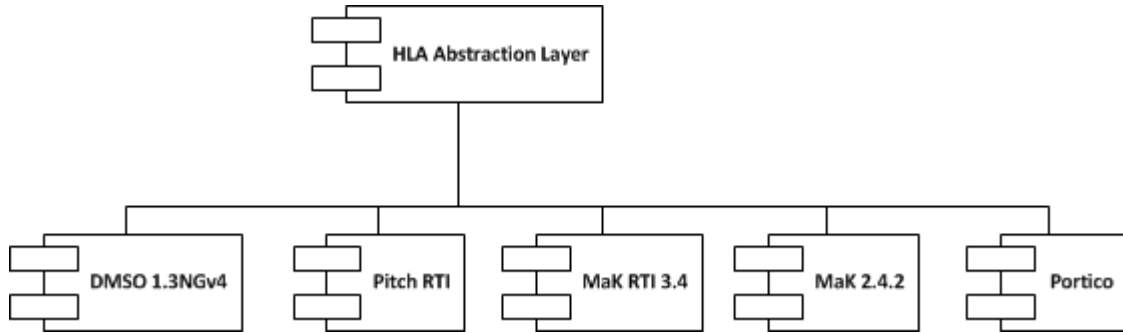 HLA Abstraction Layer
DMSO 1.3NGv4
Pitch RTI
MaK RTI 3.4
MaK 2.4.2
Portico